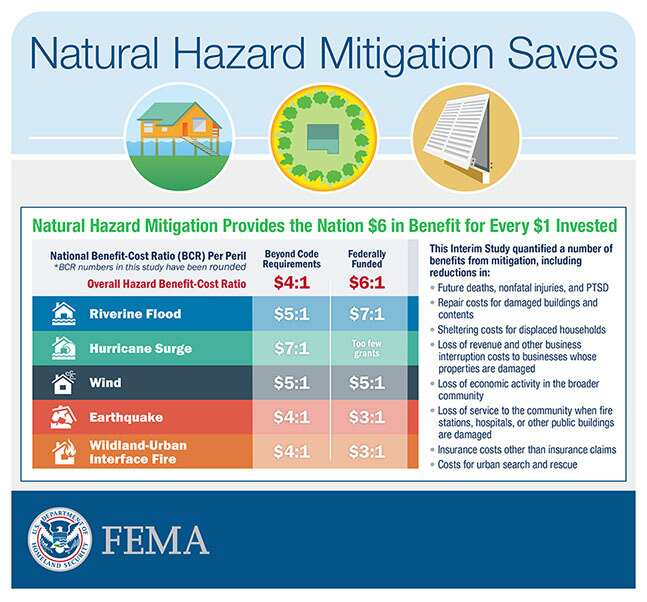 Natural Hazard Mitigation Saves
Natural Hazard Mitigation Provides the Nation $6 in Benefit for Every $1 Invested
National Benefit-Cost Ratio (BCR) Per Peril
*BCR numbers in this study have been rounded
Beyond Code
Requirements
Federally
Funded
Overall Hazard Benefit-Cost Ratio $4:1 $6:1
Riverine Flood $5:1 $7:1
Hurricane Surge $7:1 Too few
grants
Wind $5:1 $5:1
Earthquake $4:1 $3:1
Wildland-Urban
Interface Fire $4:1 $3:1
This Interim Study quantified a number of
benefits from mitigation, including
reductions in:
• Future deaths, nonfatal injuries, and PTSD
• Repair costs for damaged buildings and
contents
• Sheltering costs for displaced households
• Loss of revenue and other business
interruption costs to businesses whose
properties are damaged
• Loss of economic activity in the broader
community
• Loss of service to the community when fire
stations, hospitals, or other public buildings
are damaged
• Insurance costs other than insurance claims
• Costs for urban search and rescue
U.S. DEPARTMENT OF
HOMELAND SECURITY
FEMA